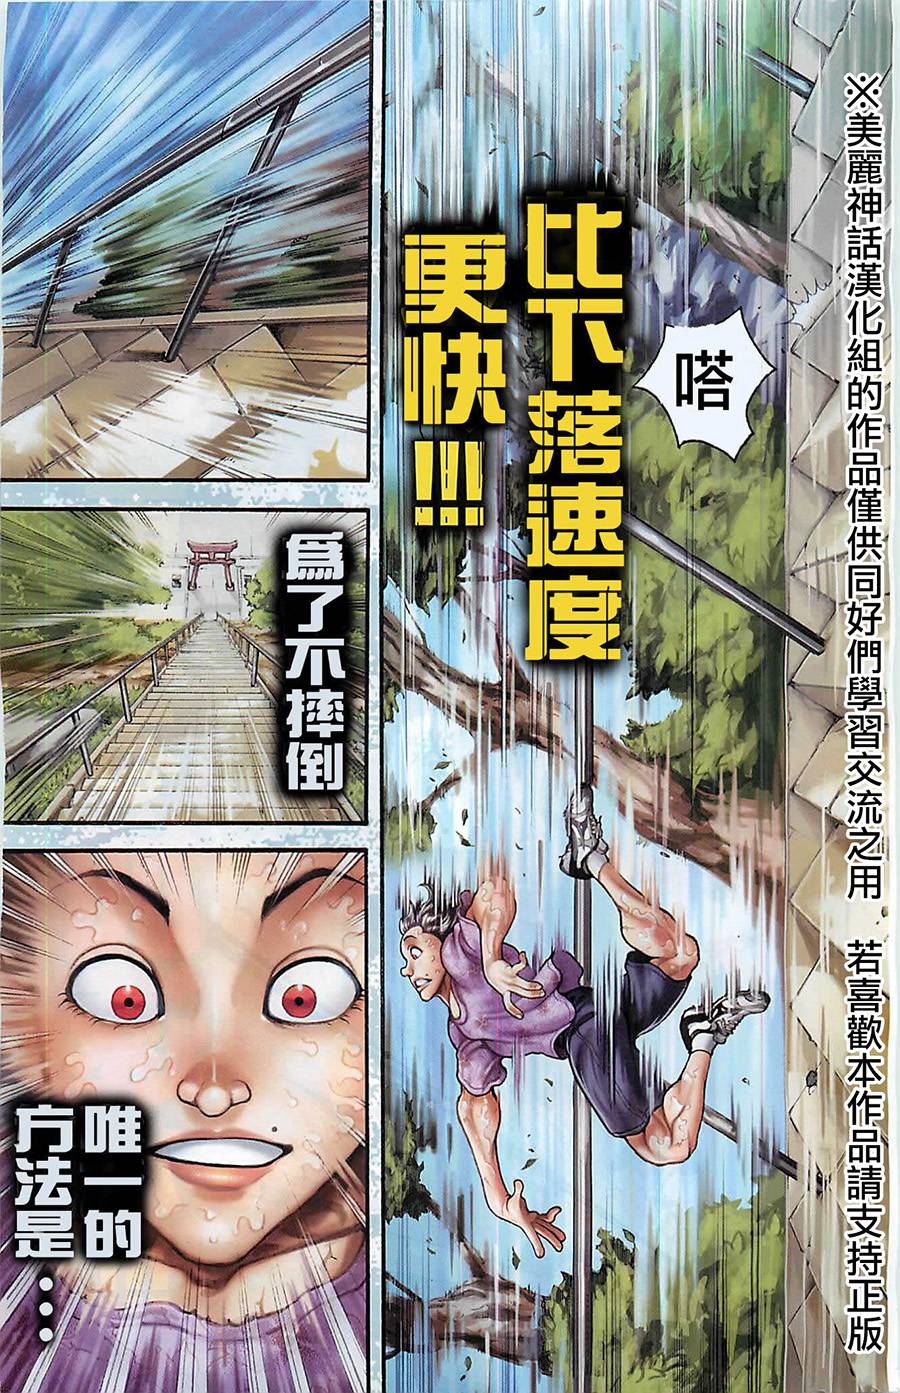 ※美麗神話漢化組的作品僅供同好們學習交流之用 若喜歡本作品請支持正版
比下落速度
更快!!!
嗒
為了不摔倒
唯一的
方法是…